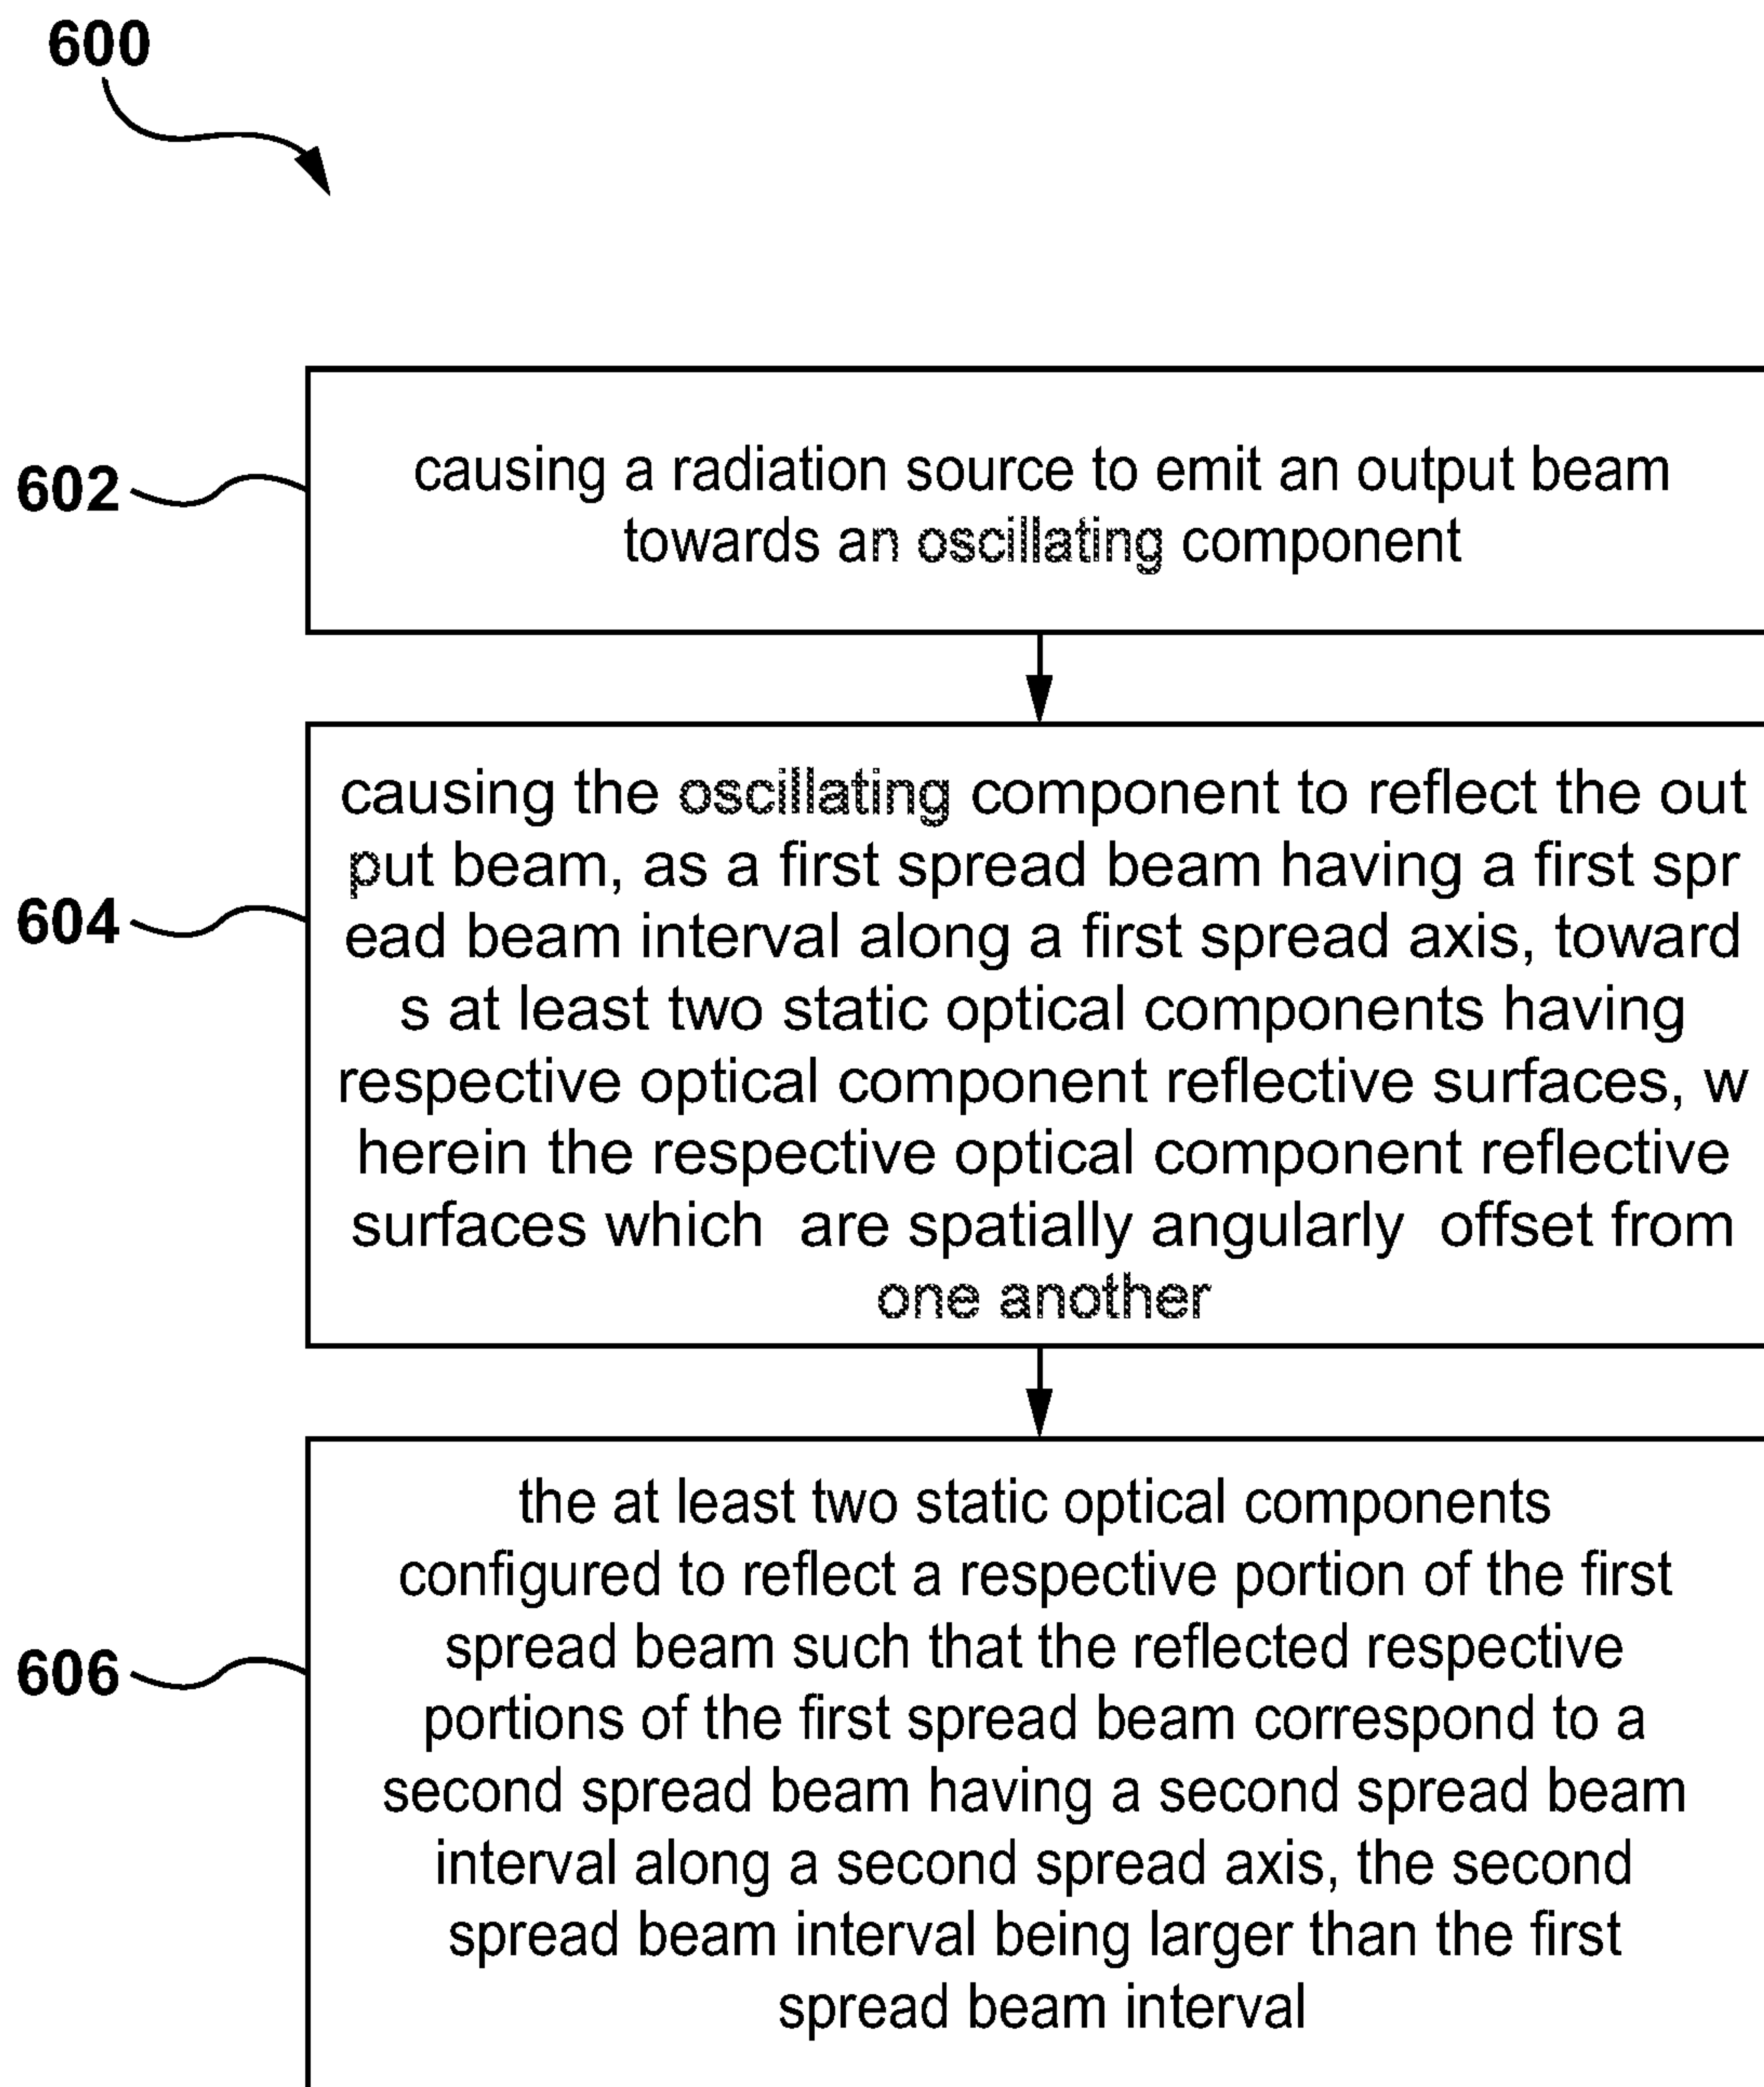 600
602
causing a radiation source to emit an output beam
towards an oscillating component
604
causing the oscillating component to reflect the out
put beam, as a first spread beam having a first spr
ead beam interval along a first spread axis, toward
s at least two static optical components having
respective optical component reflective surfaces, w
herein the respective optical component reflective
surfaces which  are spatially angularly  offset from
one another
606
the at least two static optical components
configured to reflect a respective portion of the first
spread beam such that the reflected respective
portions of the first spread beam correspond to a
second spread beam having a second spread beam
interval along a second spread axis, the second
spread beam interval being larger than the first
spread beam interval